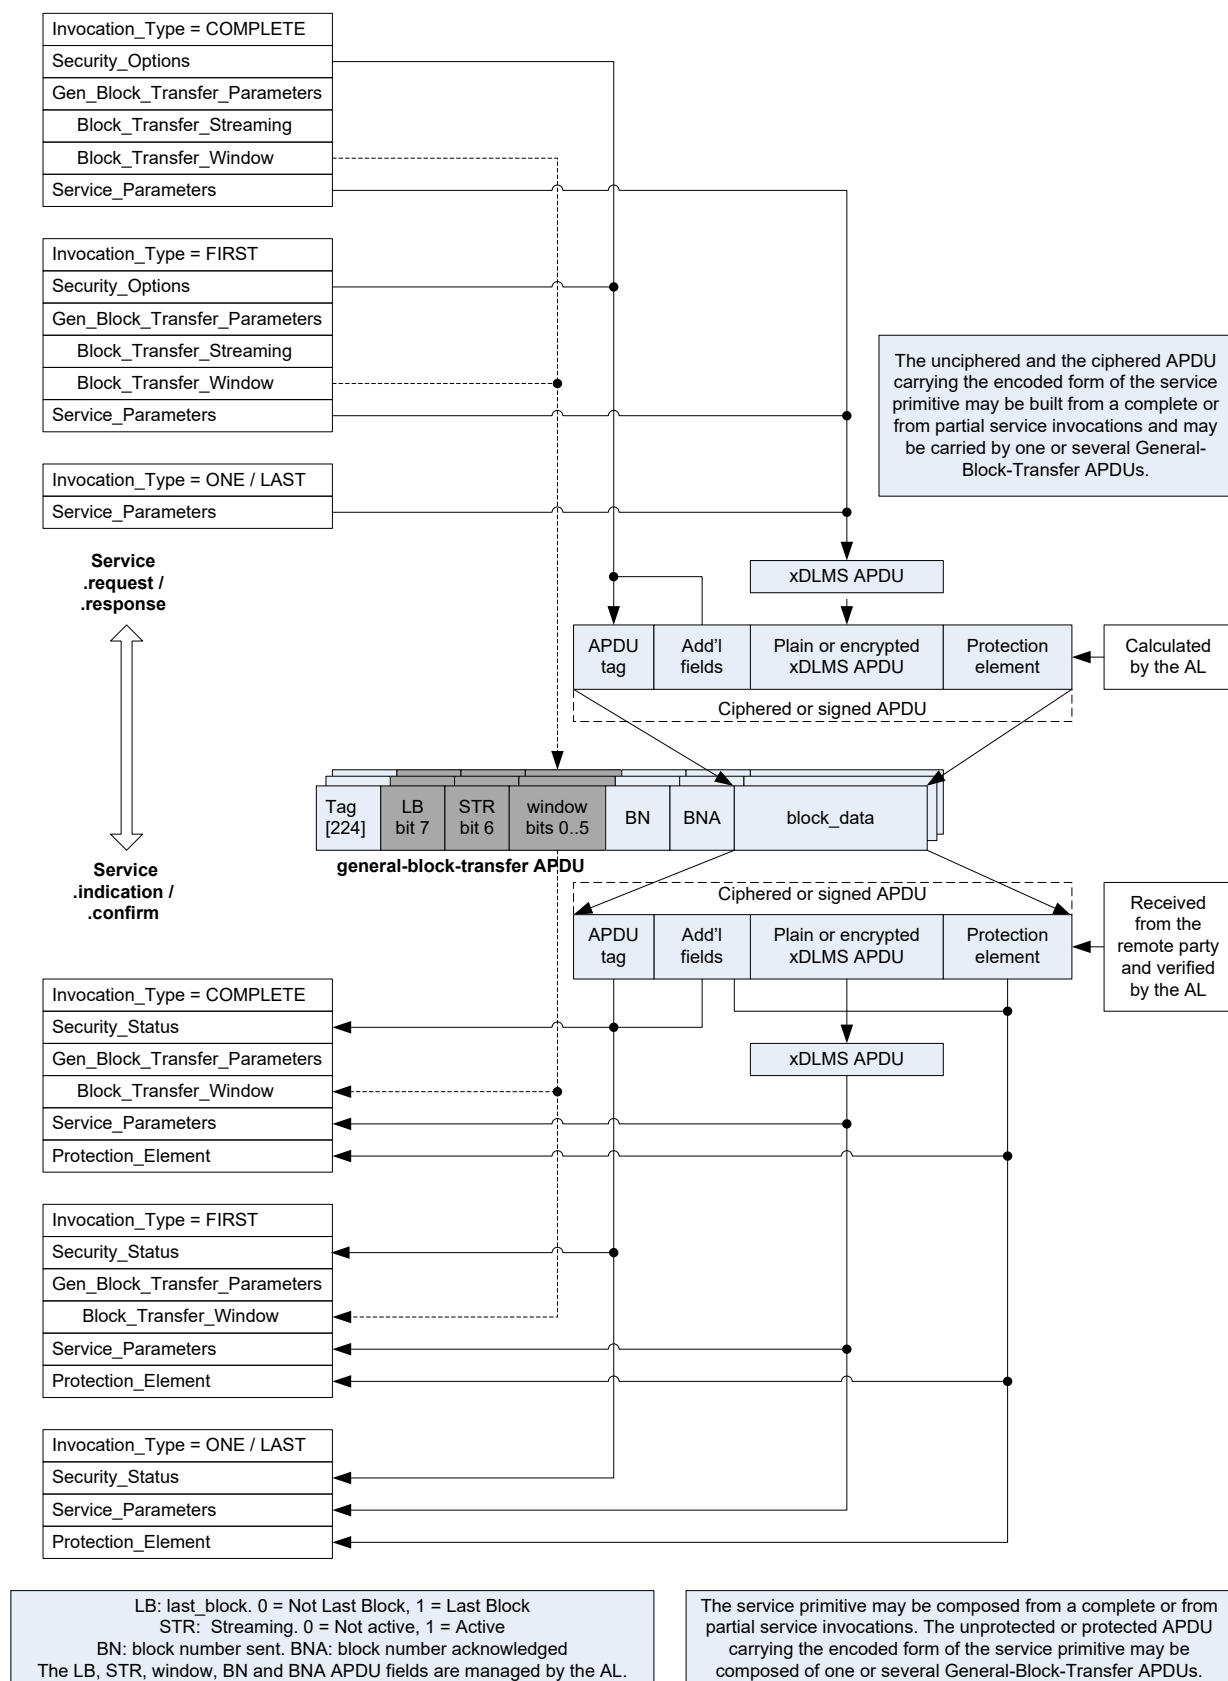 Invocation_Type = COMPLETE
Security_Options
Gen_Block_Transfer_Parameters
Block_Transfer_Streaming
Block_Transfer_Window
Service_Parameters
Invocation_Type = FIRST
Security_Options
Gen_Block_Transfer_Parameters
Block_Transfer_Streaming
Block_Transfer_Window
Service_Parameters
The unciphered and the ciphered APDU
carrying the encoded form of the service
primitive may be built from a complete or
from partial service invocations and may
be carried by one or several General-
Block-Transfer APDUs.
Invocation_Type = ONE / LAST
Service_Parameters
Service
.request /
.response
xDLMS APDU
APDU
tag
Add'l
fields
Plain or encrypted
xDLMS APDU
Protection
element
Calculated
by the AL
Ciphered or signed APDU
Tag
[224]
LB
bit 7
STR
bit 6
window
bits 0..5
BN
BNA
block_data
general-block-transfer APDU
Service
.indication /
.confirm
Ciphered or signed APDU
APDU
tag
Add'l
fields
Plain or encrypted
xDLMS APDU
Protection
element
Received
from the
remote party
and verified
by the AL
xDLMS APDU
Invocation_Type = COMPLETE
Security_Status
Gen_Block_Transfer_Parameters
Block_Transfer_Window
Service_Parameters
Protection_Element
Invocation_Type = FIRST
Security_Status
Gen_Block_Transfer_Parameters
Block_Transfer_Window
Service_Parameters
Protection_Element
Invocation_Type = ONE / LAST
Security_Status
Service_Parameters
Protection_Element
LB: last_block. 0 = Not Last Block, 1 = Last Block
STR: Streaming. 0 = Not active, 1 = Active
BN: block number sent. BNA: block number acknowledged
The LB, STR, window, BN and BNA APDU fields are managed by the AL.
The service primitive may be composed from a complete or from
partial service invocations. The unprotected or protected APDU
carrying the encoded form of the service primitive may be
composed of one or several General-Block-Transfer APDUs.